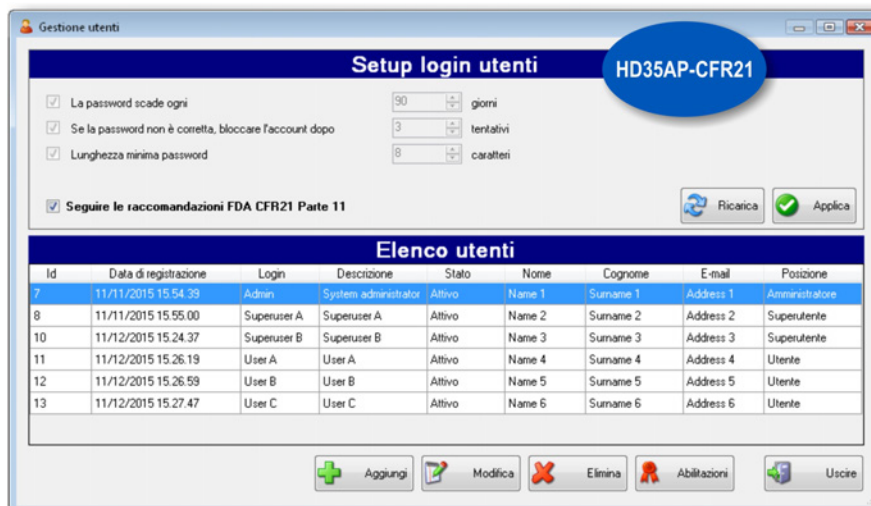 Gestione utenti
Setup login utenti
HD35AP-CFR21
La password scade ogni 90 giorni
Se la password non è corretta, bloccare l'account dopo 3 tentativi
Lunghezza minima password 8 caratteri
Seguire le raccomandazioni FDA CFR21 Parte 11
Ricarica Applica
Elenco utenti
Id Data di registrazione Login Descrizione Stato Nome Cognome E-mail Posizione
7 11/11/2015 15.54.39 Admin System administrator Attivo Name 1 Surname 1 Address 1 Amministratore
8 11/11/2015 15.55.00 Superuser A Superuser A Attivo Name 2 Surname 2 Address 2 Superutente
10 11/12/2015 15.24.37 Superuser B Superuser B Attivo Name 3 Surname 3 Address 3 Superutente
11 11/12/2015 15.26.19 User A User A Attivo Name 4 Surname 4 Address 4 Utente
12 11/12/2015 15.26.59 User B User B Attivo Name 5 Surname 5 Address 5 Utente
13 11/12/2015 15.27.47 User C User C Attivo Name 6 Surname 6 Address 6 Utente
Aggiungi Modifica Elimina Abilitazioni Uscire